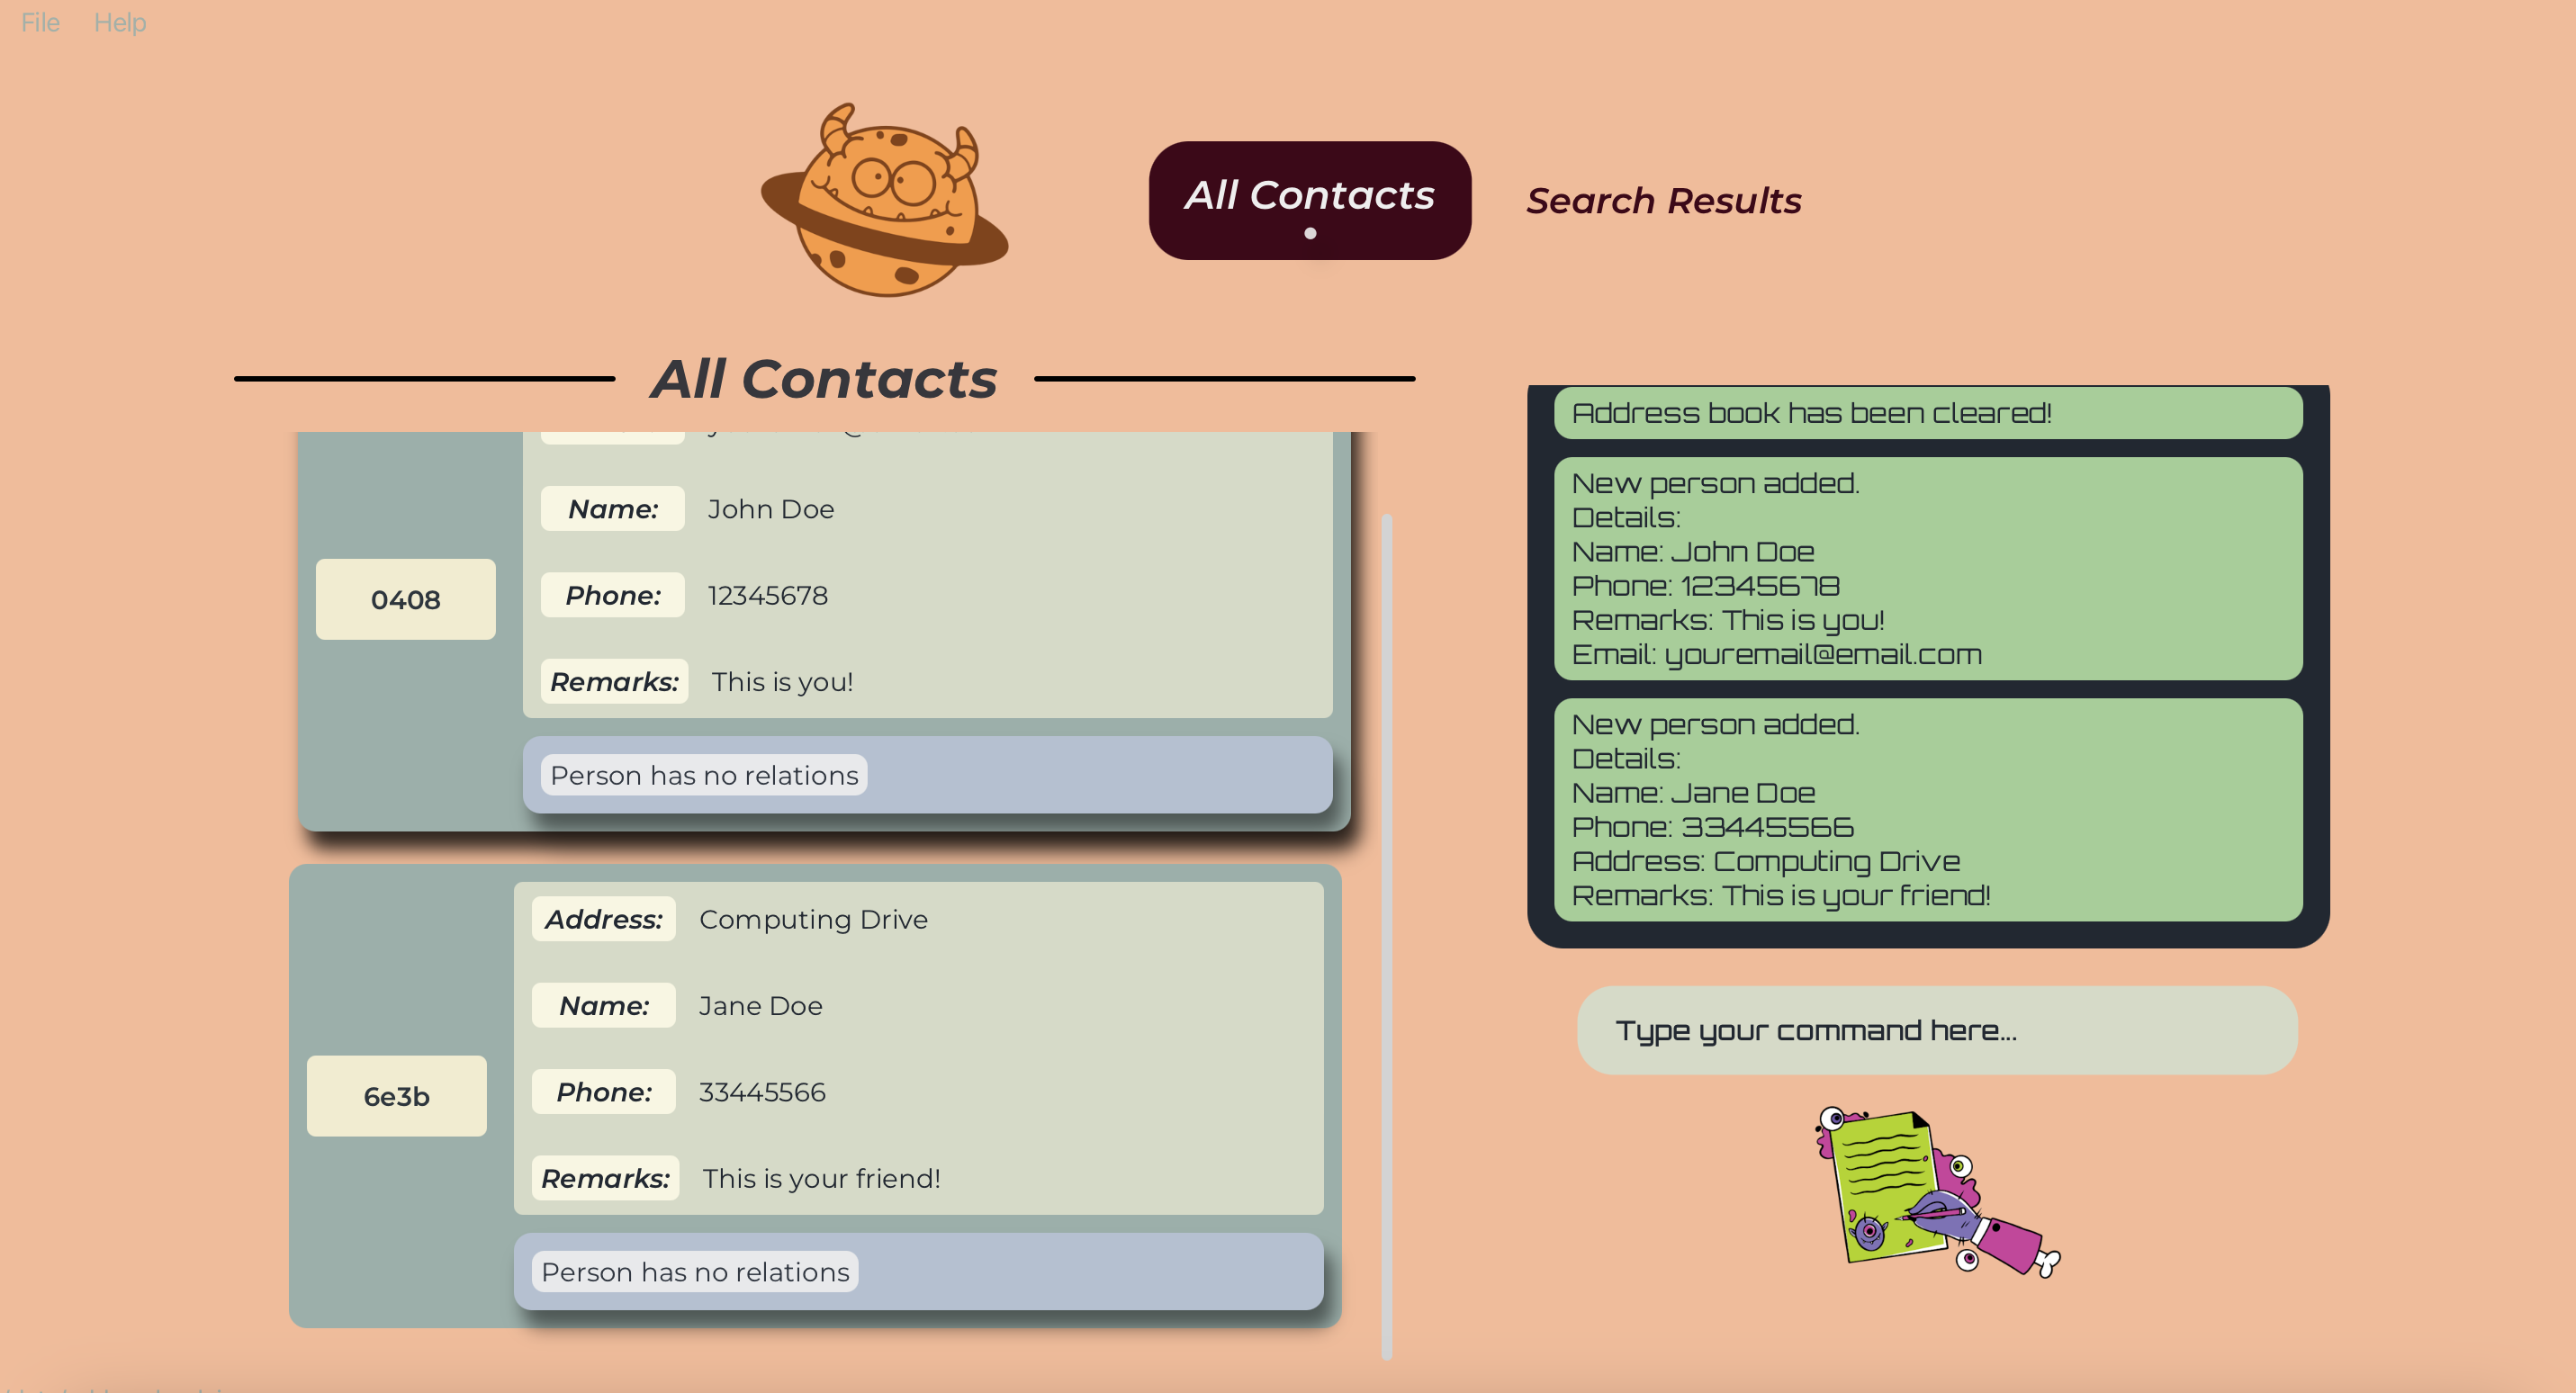 File Help
All Contacts
Search Results
All Contacts
0408
Name: John Doe
Phone: 12345678
Remarks: This is you!
Person has no relations
6e3b
Address: Computing Drive
Name: Jane Doe
Phone: 33445566
Remarks: This is your friend!
Person has no relations
Address book has been cleared!
New person added.
Details:
Name: John Doe
Phone: 12345678
Remarks: This is you!
Email: youremail@email.com
New person added.
Details:
Name: Jane Doe
Phone: 33445566
Address: Computing Drive
Remarks: This is your friend!
Type your command here...